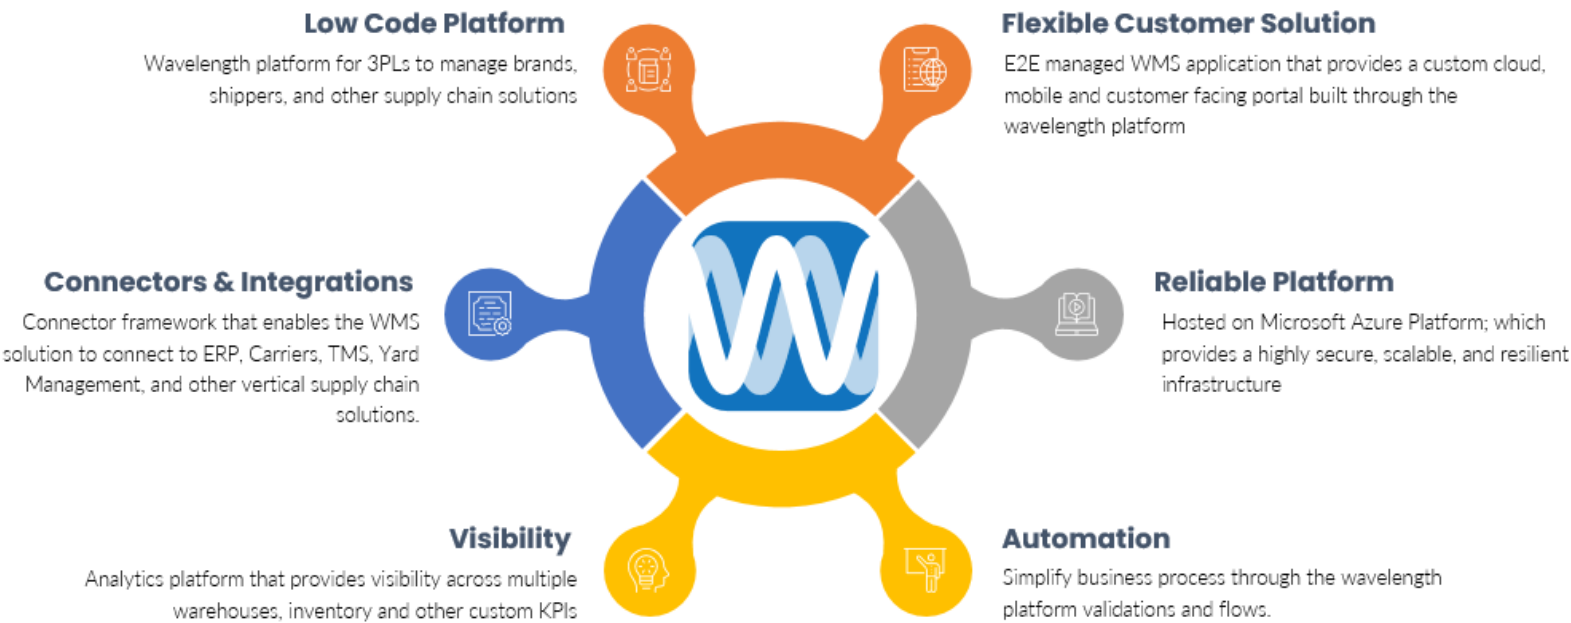 Low Code Platform
Wavelength platform for 3PLs to manage brands,
shippers, and other supply chain solutions
Flexible Customer Solution
E2E managed WMS application that provides a custom cloud,
mobile and customer facing portal built through the
wavelength platform
Connectors & Integrations
Connector framework that enables the WMS
solution to connect to ERP, Carriers, TMS, Yard
Management, and other vertical supply chain
solutions.
W
Reliable Platform
Hosted on Microsoft Azure Platform; which
provides a highly secure, scalable, and resilient
infrastructure
Visibility
Analytics platform that provides visibility across multiple
warehouses, inventory and other custom KPIs
Automation
Simplify business process through the wavelength
platform validations and flows.